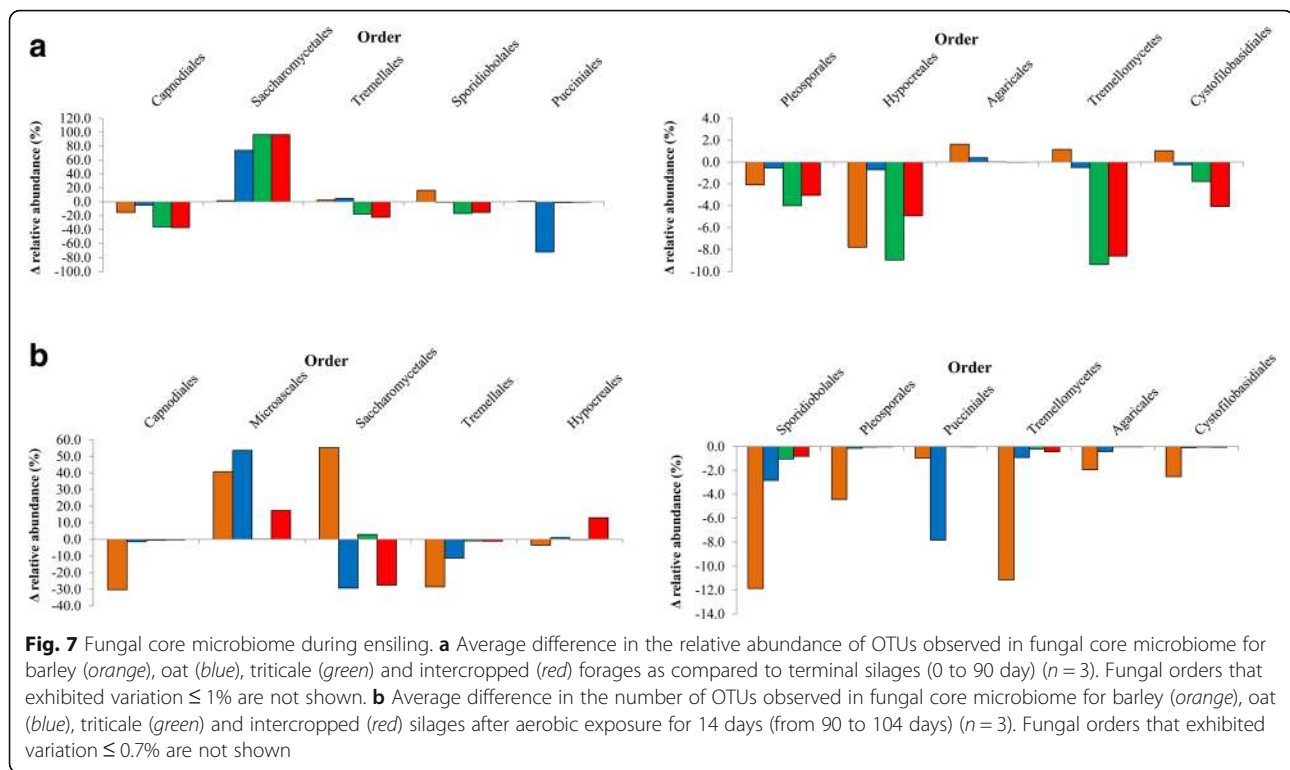 a
Order
Capnodiales
Saccharomycetales
Tremellales
Sporidiobolales
Pucciniales
Δ relative abundance (%)
120.0
100.0
80.0
60.0
40.0
20.0
0.0
-20.0
-40.0
-60.0
-80.0
-100.0
Order
Pleosporales
Hypocreales
Agaricales
Tremellomycetes
Cystofilobasidiales
Δ relative abundance (%)
4.0
2.0
0.0
-2.0
-4.0
-6.0
-8.0
-10.0
b
Order
Capnodiales
Microascales
Saccharomycetales
Tremellales
Hypocreales
Δ relative abundance (%)
60.0
50.0
40.0
30.0
20.0
10.0
0.0
-10.0
-20.0
-30.0
-40.0
Order
Sporidiobolales
Pleosporales
Pucciniales
Tremellomycetes
Agaricales
Cystofilobasidiales
Δ relative abundance (%)
0.0
-2.0
-4.0
-6.0
-8.0
-10.0
-12.0
-14.0
Fig. 7 Fungal core microbiome during ensiling. a Average difference in the relative abundance of OTUs observed in fungal core microbiome for
barley (orange), oat (blue), triticale (green) and intercropped (red) forages as compared to terminal silages (0 to 90 day) (n = 3). Fungal orders that
exhibited variation ≤ 1% are not shown. b Average difference in the number of OTUs observed in fungal core microbiome for barley (orange), oat
(blue), triticale (green) and intercropped (red) silages after aerobic exposure for 14 days (from 90 to 104 days) (n = 3). Fungal orders that exhibited
variation ≤ 0.7% are not shown